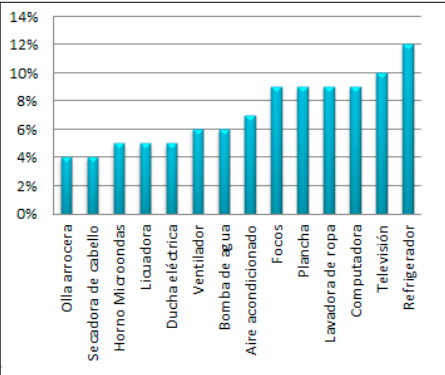 14%
12%
10%
8%
6%
4%
2%
0%
Olla arrocera
Secadora de cabello
Horno Microondas
Licuadora
Ducha eléctrica
Ventilador
Bomba de agua
Aire acondicionado
Focos
Plancha
Lavadora de ropa
Computadora
Televisión
Refrigerador